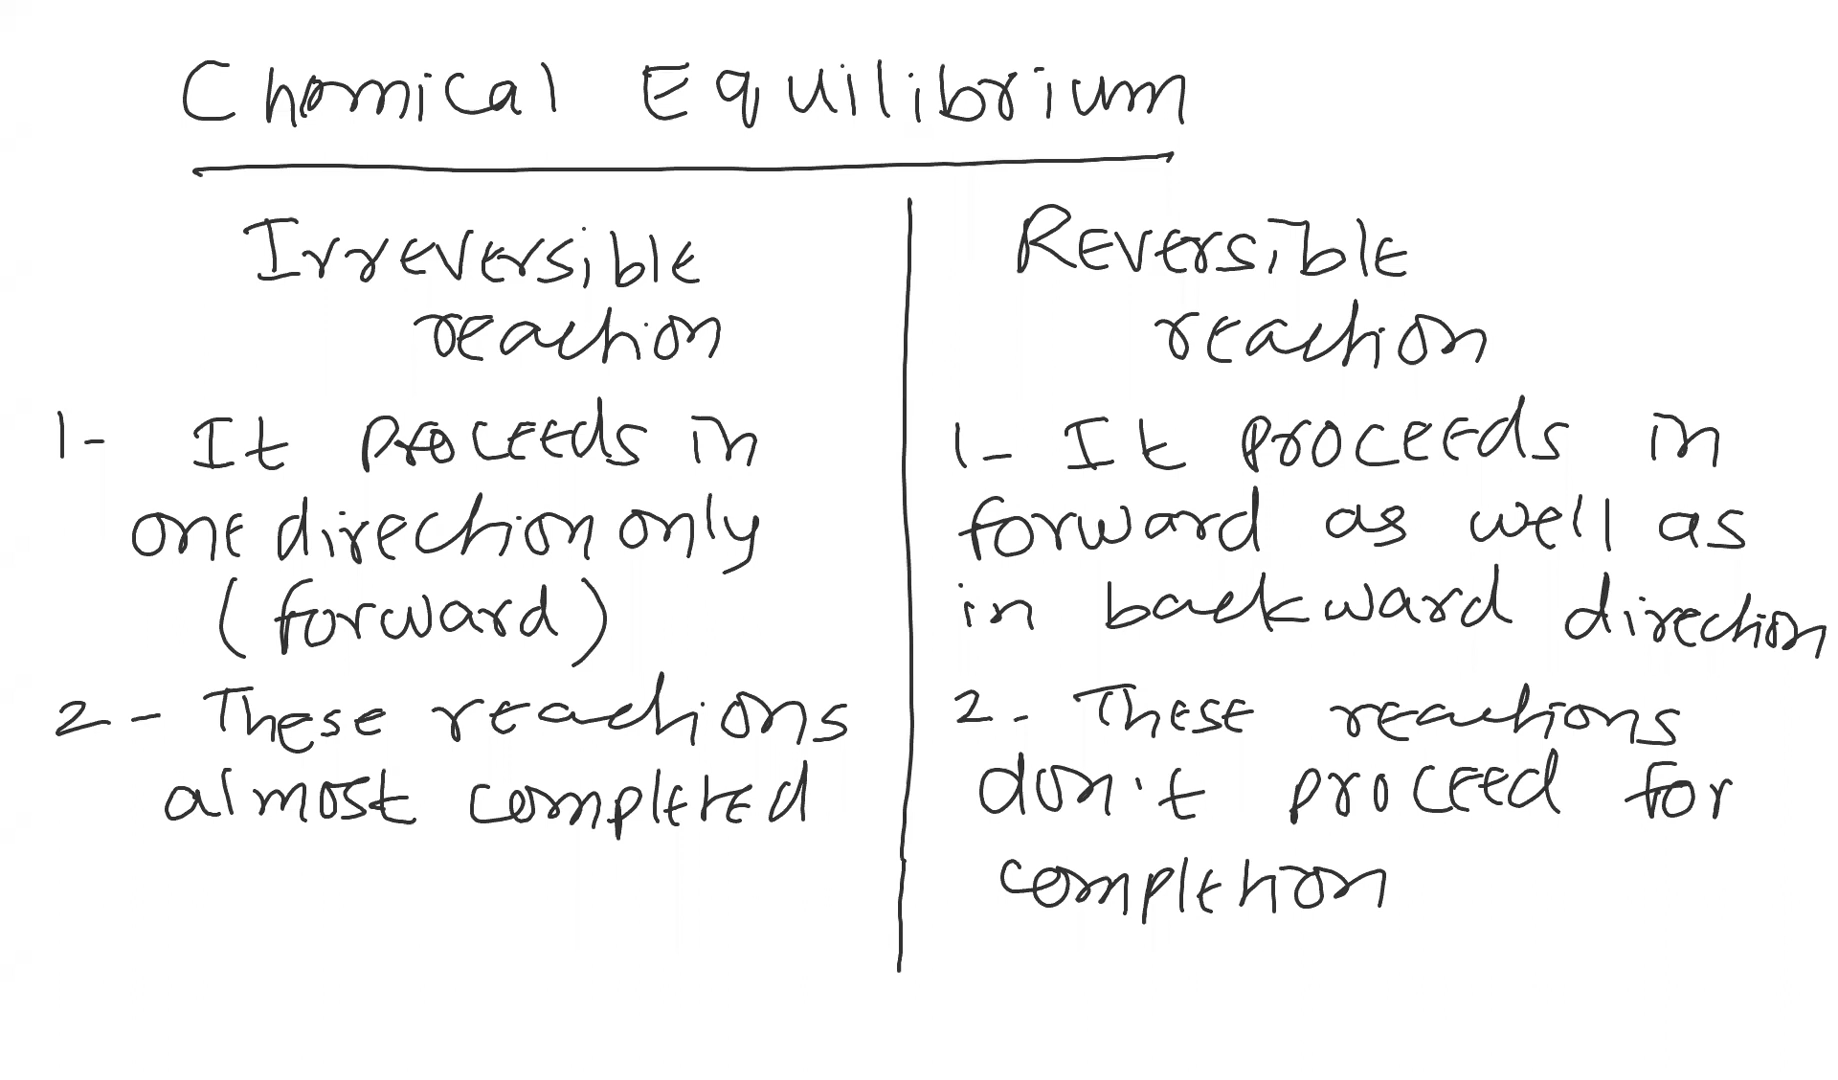 Chemical Equilibrium
Irreversible
reaction
1- It proceeds in
one direction only
(forward)
2- These reactions
almost completed
Reversible
reaction
1- It proceeds in
forward as well as
in backward direction
2- These reactions
don't proceed for
completion